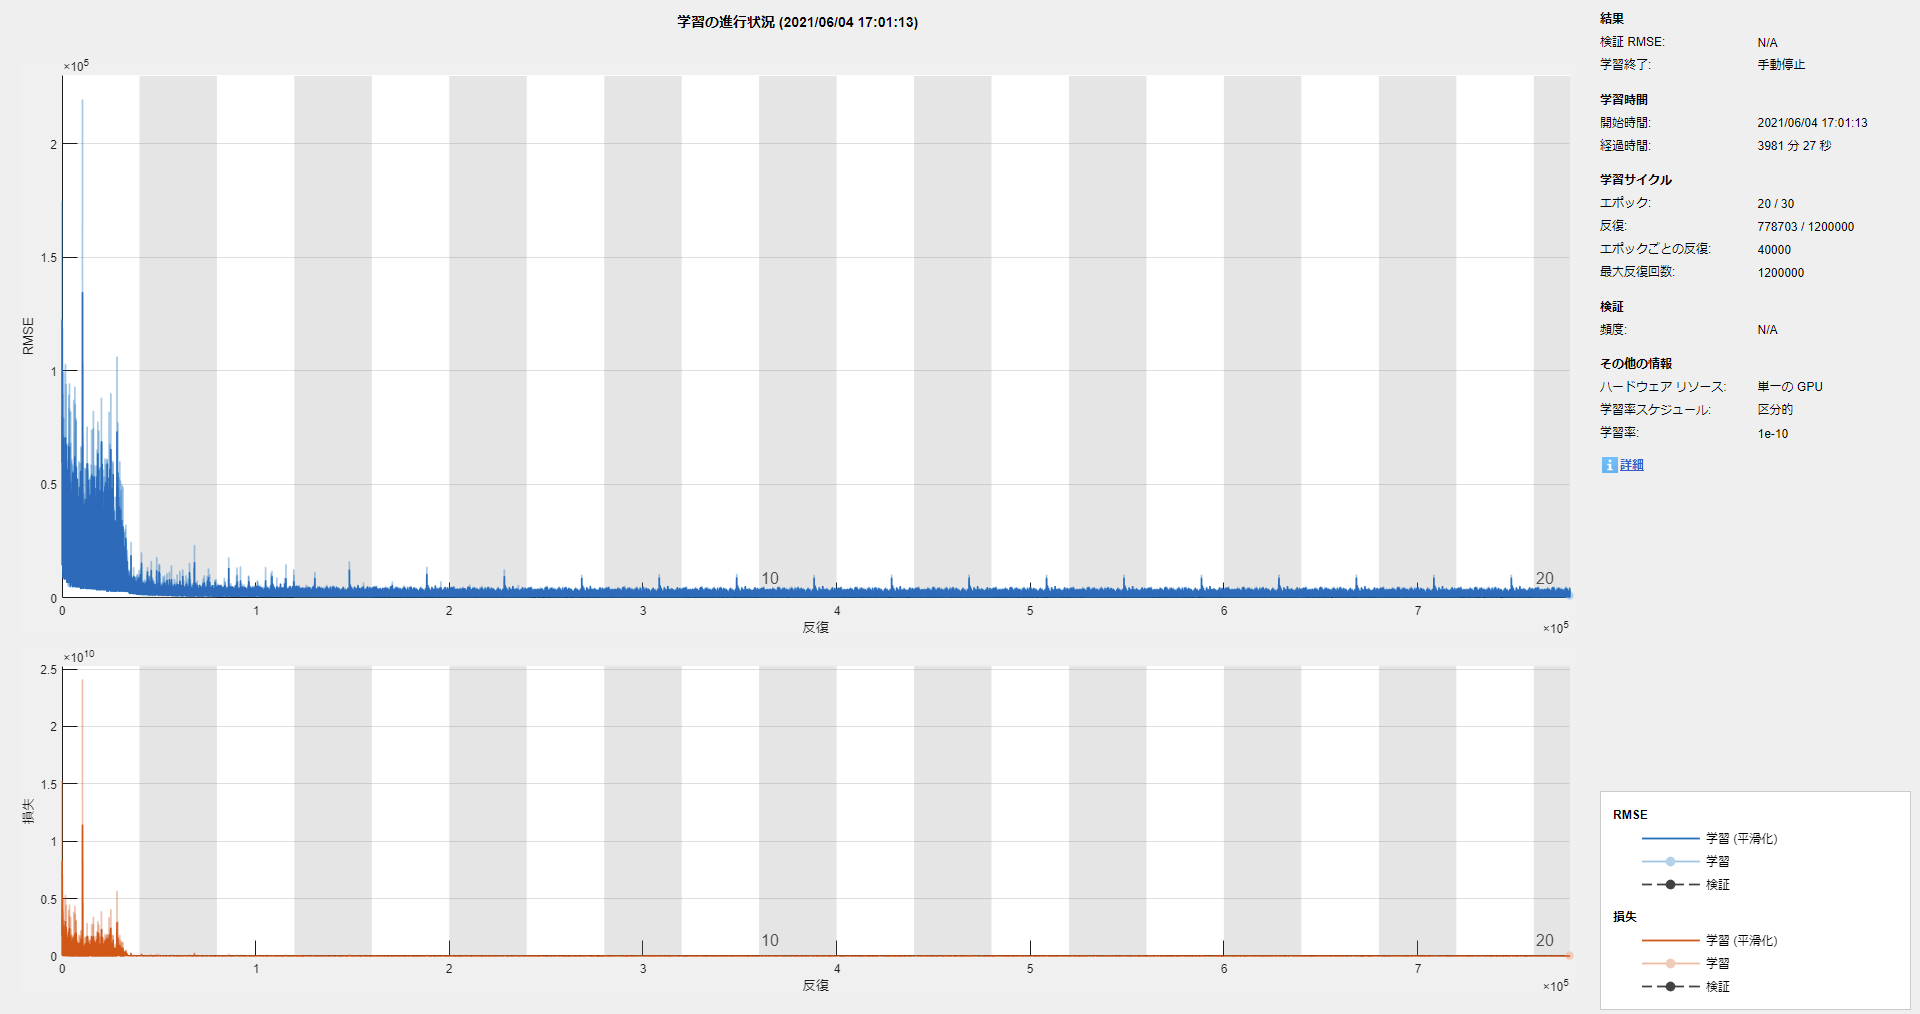 学習の進行状況 (2021/06/04 17:01:13)
×10⁵
2
1.5
1
0.5
0
RMSE
10
20
0 1 2 3 4 5 6 7
反復
×10⁵
×10¹⁰
2.5
2
1.5
1
0.5
0
損失
10
20
0 1 2 3 4 5 6 7
反復
×10⁵
結果
検証 RMSE: N/A
学習終了: 手動停止
学習時間
開始時間: 2021/06/04 17:01:13
経過時間: 3981 分 27 秒
学習サイクル
エポック: 20 / 30
反復: 778703 / 1200000
エポックごとの反復: 40000
最大反復回数: 1200000
検証
頻度: N/A
その他の情報
ハードウェア リソース: 単一の GPU
学習率スケジュール: 区分的
学習率: 1e-10
i 詳細
RMSE
学習 (平滑化)
学習
検証
損失
学習 (平滑化)
学習
検証